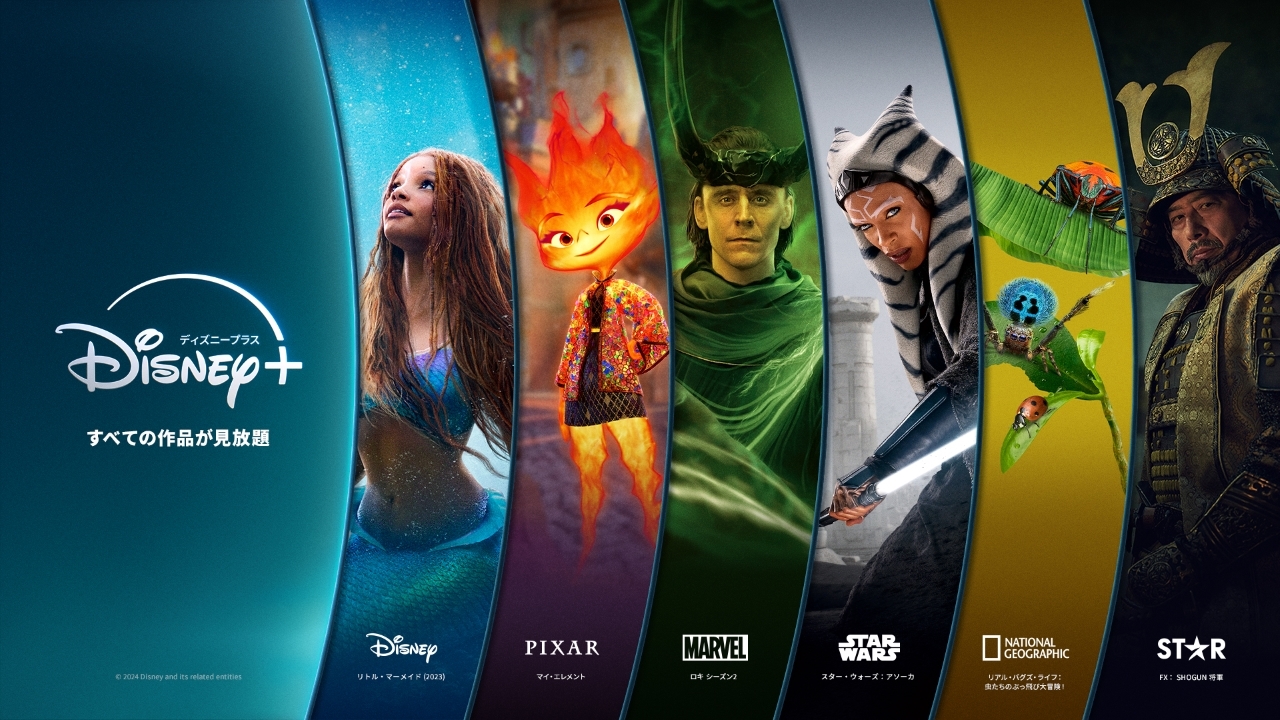 ディズニープラス
Disney+
すべての作品が見放題
© 2024 Disney and its related entities
Disney
リトル・マーメイド (2023)
PIXAR
マイ・エレメント
MARVEL
ロキ シーズン2
STAR
WARS
スター・ウォーズ：アソーカ
NATIONAL
GEOGRAPHIC
リアル・バグズ・ライフ：
虫たちのぶっ飛び大冒険！
STAR
FX： SHOGUN 将軍